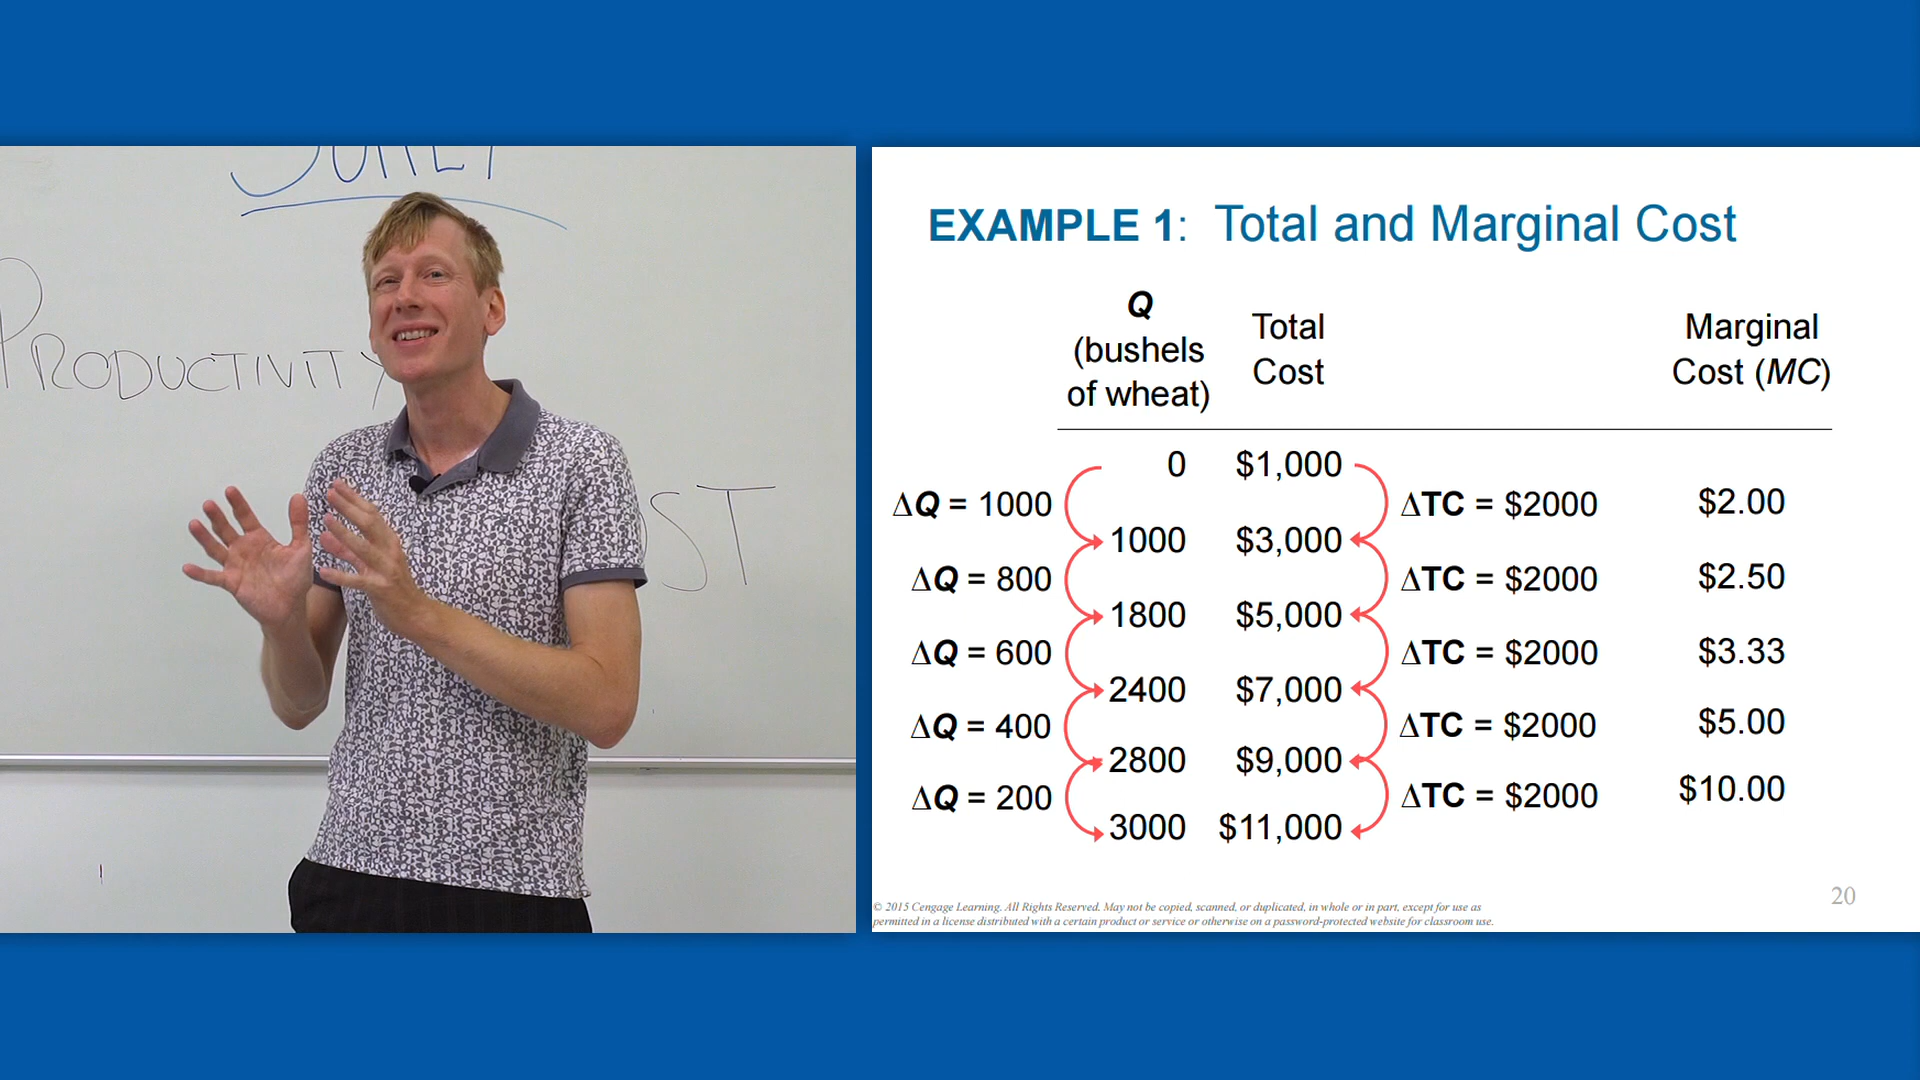 PRODUCTIVITY
OST
EXAMPLE 1: Total and Marginal Cost
Q
(bushels
of wheat)
Total
Cost
Marginal
Cost (MC)
0 $1,000
ΔQ = 1000 ΔTC = $2000 $2.00
1000 $3,000
ΔQ = 800 ΔTC = $2000 $2.50
1800 $5,000
ΔQ = 600 ΔTC = $2000 $3.33
2400 $7,000
ΔQ = 400 ΔTC = $2000 $5.00
2800 $9,000
ΔQ = 200 ΔTC = $2000 $10.00
3000 $11,000
© 2015 Cengage Learning. All Rights Reserved. May not be copied, scanned, or duplicated, in whole or in part, except for use as
permitted in a license distributed with a certain product or service or otherwise on a password-protected website for classroom use.
20